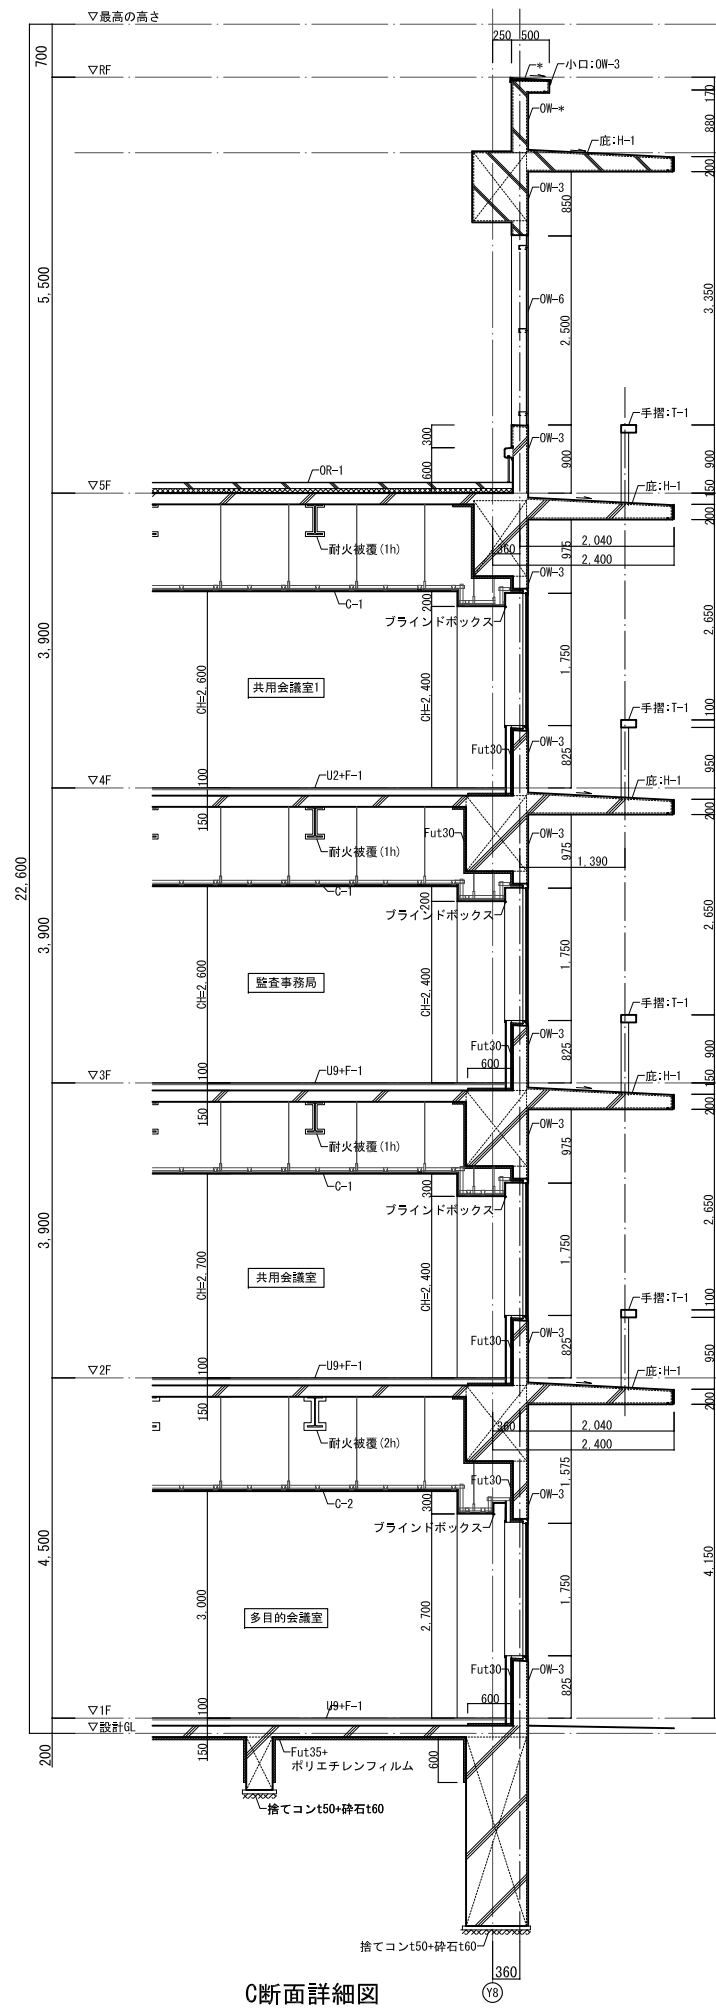 ▽最高の高さ
250 500
700
▽RF
*
小口:OW-3
170
OW-*
880
庇:H-1
200
OW-3
850
5,500
OW-6
2,500
3,350
手摺:T-1
300
OW-3
900
900
OR-1
600
▽5F
150
庇:H-1
200
2,040
360
975
2,400
耐火被覆(1h)
OW-3
C-1
200
ブラインドボックス
2,650
3,900
CH=2,600
共用会議室1
CH=2,400
1,750
手摺:T-1
100
Fut30
OW-3
825
950
▽4F
100
U2+F-1
庇:H-1
150
200
Fut30
OW-3
耐火被覆(1h)
975
1,390
22,600
C-1
200
ブラインドボックス
2,650
3,900
CH=2,600
監査事務局
CH=2,400
1,750
手摺:T-1
Fut30
OW-3
825
900
600
▽3F
100
U9+F-1
150
庇:H-1
150
200
OW-3
耐火被覆(1h)
975
C-1
300
ブラインドボックス
2,650
3,900
CH=2,700
共用会議室
CH=2,400
1,750
手摺:T-1
100
Fut30
OW-3
825
950
▽2F
100
U9+F-1
庇:H-1
150
200
360
2,040
耐火被覆(2h)
2,400
Fut30
1,575
C-2
300
OW-3
ブラインドボックス
4,500
4,150
3,000
多目的会議室
2,700
1,750
Fut30
OW-3
825
600
▽1F
100
U9+F-1
▽設計GL
200
150
Fut35+
ポリエチレンフィルム
600
捨てコンt50+砕石t60
捨てコンt50+砕石t60
360
C断面詳細図
Y8